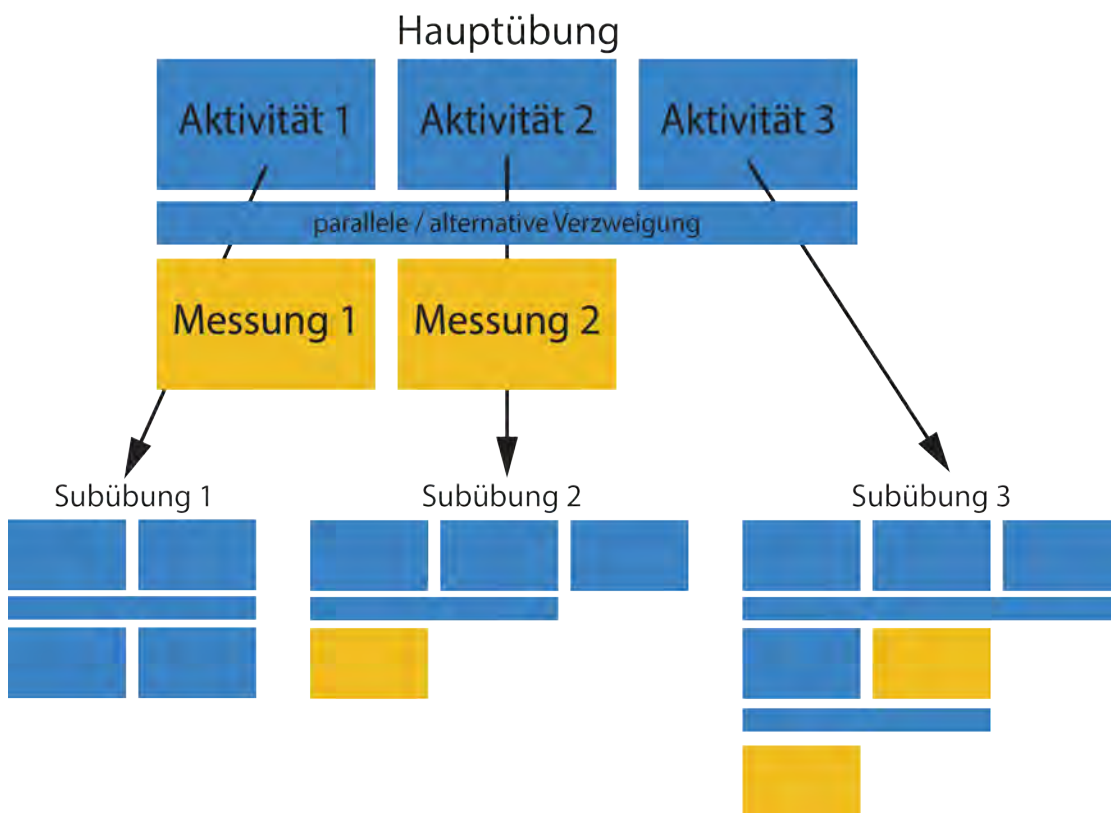 Hauptübung
Aktivität 1
Aktivität 2
Aktivität 3
parallele / alternative Verzweigung
Messung 1
Messung 2
Subübung 1
Subübung 2
Subübung 3